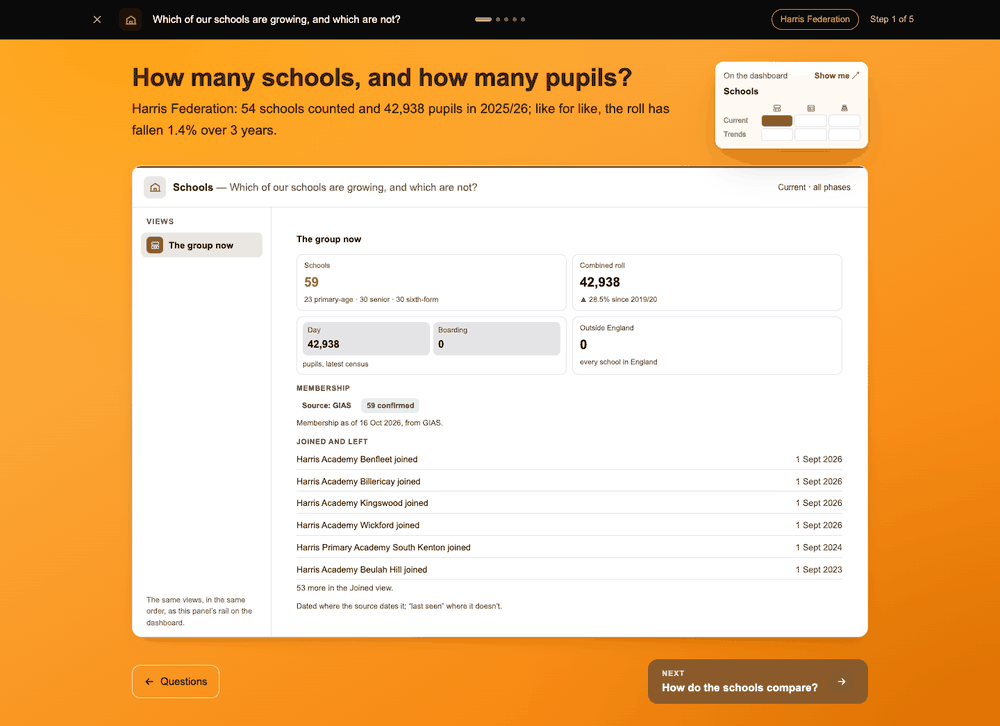 Which of our schools are growing, and which are not?
Harris Federation
Step 1 of 5
How many schools, and how many pupils?
Harris Federation: 54 schools counted and 42,938 pupils in 2025/26; like for like, the roll has
fallen 1.4% over 3 years.
On the dashboard
Show me
Schools
Current
Trends
Schools — Which of our schools are growing, and which are not?
Current · all phases
VIEWS
The group now
The same views, in the same
order, as this panel's rail on the
dashboard.
The group now
Schools
59
23 primary-age · 30 senior · 30 sixth-form
Combined roll
42,938
▲ 28.5% since 2019/20
Day
42,938
Boarding
0
pupils, latest census
Outside England
0
every school in England
MEMBERSHIP
Source: GIAS
59 confirmed
Membership as of 16 Oct 2026, from GIAS.
JOINED AND LEFT
Harris Academy Benfleet joined
1 Sept 2026
Harris Academy Billericay joined
1 Sept 2026
Harris Academy Kingswood joined
1 Sept 2026
Harris Academy Wickford joined
1 Sept 2026
Harris Primary Academy South Kenton joined
1 Sept 2024
Harris Academy Beulah Hill joined
1 Sept 2023
53 more in the Joined view.
Dated where the source dates it; “last seen” where it doesn't.
← Questions
NEXT
How do the schools compare? →